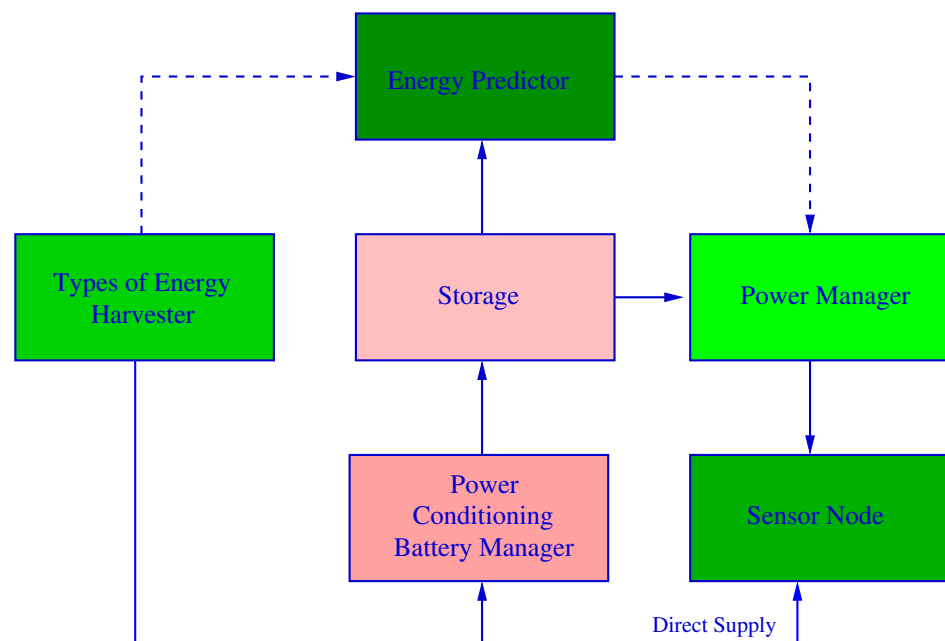 Energy Predictor
Types of Energy
Harvester
Storage
Power Manager
Power
Conditioning
Battery Manager
Sensor Node
Direct Supply